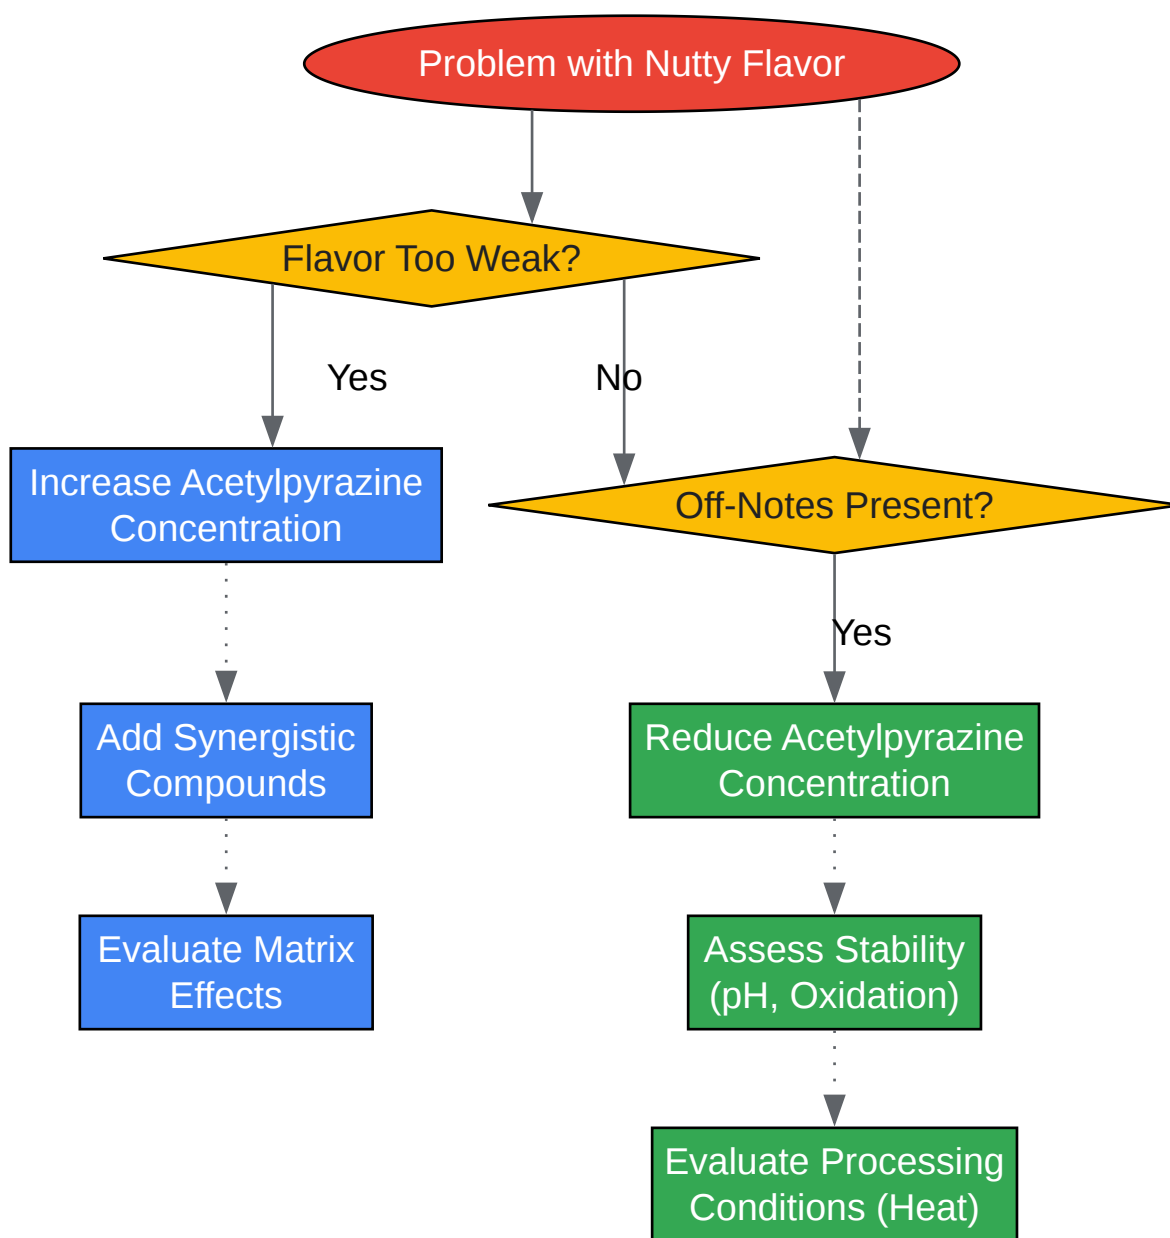 Problem with Nutty Flavor
Flavor Too Weak?
Yes
No
Increase Acetylpyrazine
Concentration
Off-Notes Present?
Yes
Add Synergistic
Compounds
Reduce Acetylpyrazine
Concentration
Evaluate Matrix
Effects
Assess Stability
(pH, Oxidation)
Evaluate Processing
Conditions (Heat)